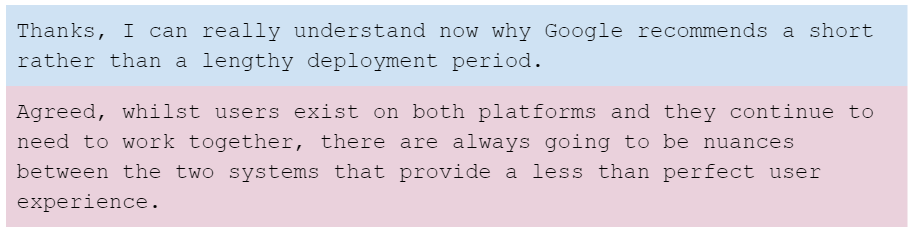 Thanks, I can really understand now why Google recommends a short
rather than a lengthy deployment period.
Agreed, whilst users exist on both platforms and they continue to
need to work together, there are always going to be nuances
between the two systems that provide a less than perfect user
experience.